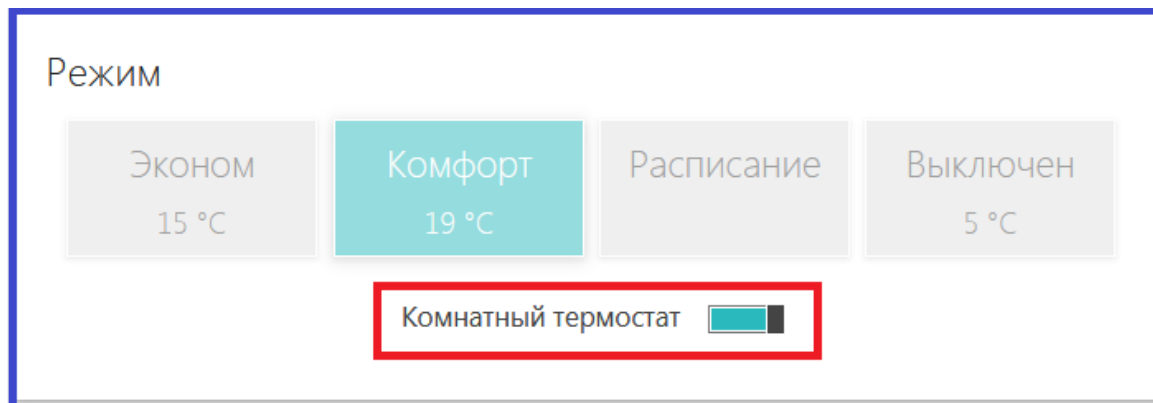 Режим
Эконом
15 °C
Комфорт
19 °C
Расписание
Выключен
5 °C
Комнатный термостат